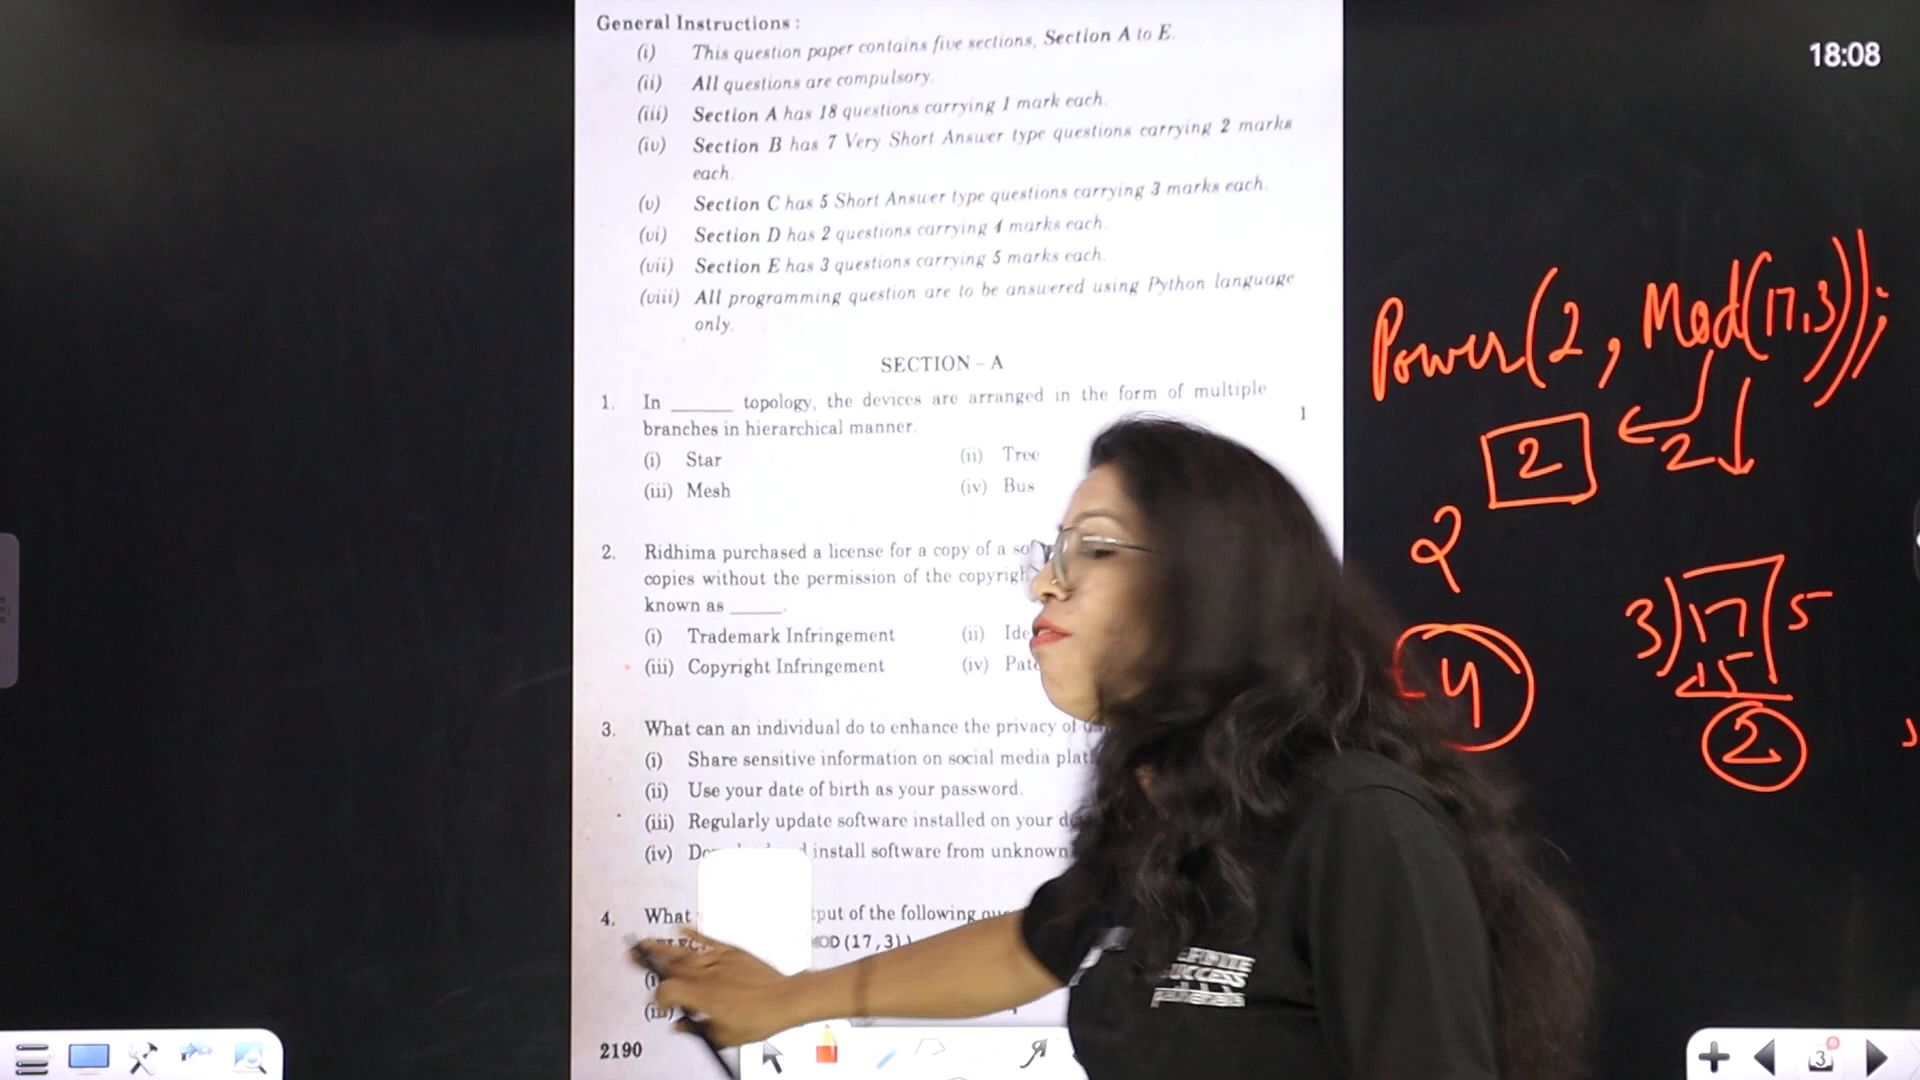 General Instructions :
(i) This question paper contains five sections, Section A to E.
(ii) All questions are compulsory.
(iii) Section A has 18 questions carrying 1 mark each.
(iv) Section B has 7 Very Short Answer type questions carrying 2 marks
each.
(v) Section C has 5 Short Answer type questions carrying 3 marks each.
(vi) Section D has 2 questions carrying 4 marks each.
(vii) Section E has 3 questions carrying 5 marks each.
(viii) All programming question are to be answered using Python language
only.
SECTION – A
1. In ______ topology, the devices are arranged in the form of multiple
branches in hierarchical manner. 1
(i) Star (ii) Tree
(iii) Mesh (iv) Bus
2. Ridhima purchased a license for a copy of a
copies without the permission of the
known as _____.
(i) Trademark Infringement (ii)
(iii) Copyright Infringement (iv)
3. What can an individual do to enhance the privacy of
(i) Share sensitive information on social media
(ii) Use your date of birth as your password.
(iii) Regularly update software installed on your
(iv) install software from unknown
4. What of the following
MOD(17,3))
(i)
(iii)
2190
18:08
Power(2, Mod(17,3));
2 2
2
3)17(5
15
4
2
SUCCESS
3